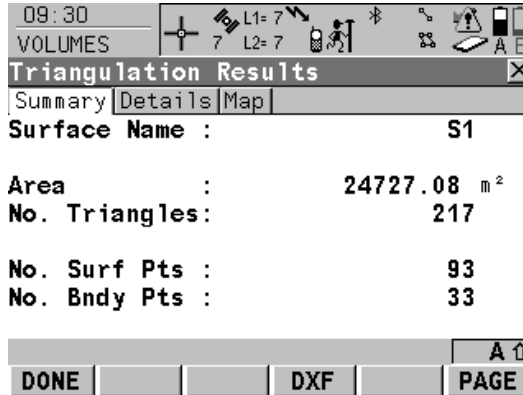 09:30
VOLUMES
7
L1= 7
L2= 7
A B
Triangulation Results
Summary Details Map
Surface Name : S1
Area : 24727.08 m²
No. Triangles: 217
No. Surf Pts : 93
No. Bndy Pts : 33
A
DONE DXF PAGE